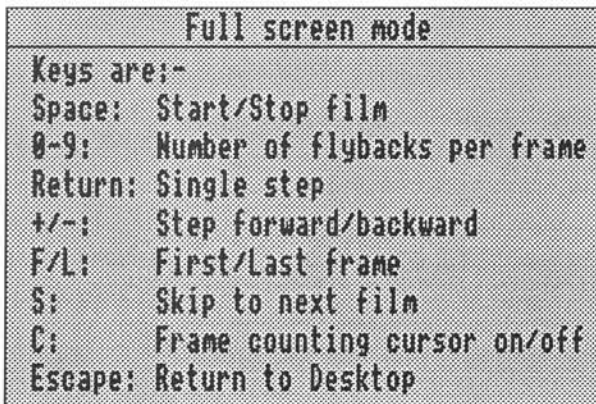 Full screen mode
Keys are:-
Space: Start/Stop film
0-9: Number of flybacks per frame
Return: Single step
+/-: Step forward/backward
F/L: First/Last frame
S: Skip to next film
C: Frame counting cursor on/off
Escape: Return to Desktop